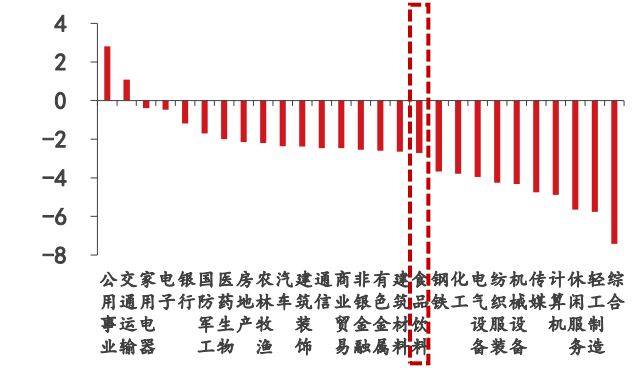 4
2
0
−2
−4
−6
−8
公用事业
交通运输
家用电器
电子
银行
国防军工
医药生物
房地产
农林牧渔
汽车
建筑装饰
通信
商业贸易
非银金融
有色金属
建筑材料
食品饮料
钢铁
化工
电气设备
纺织服装
机械设备
传媒
计算机
休闲服务
轻工制造
综合